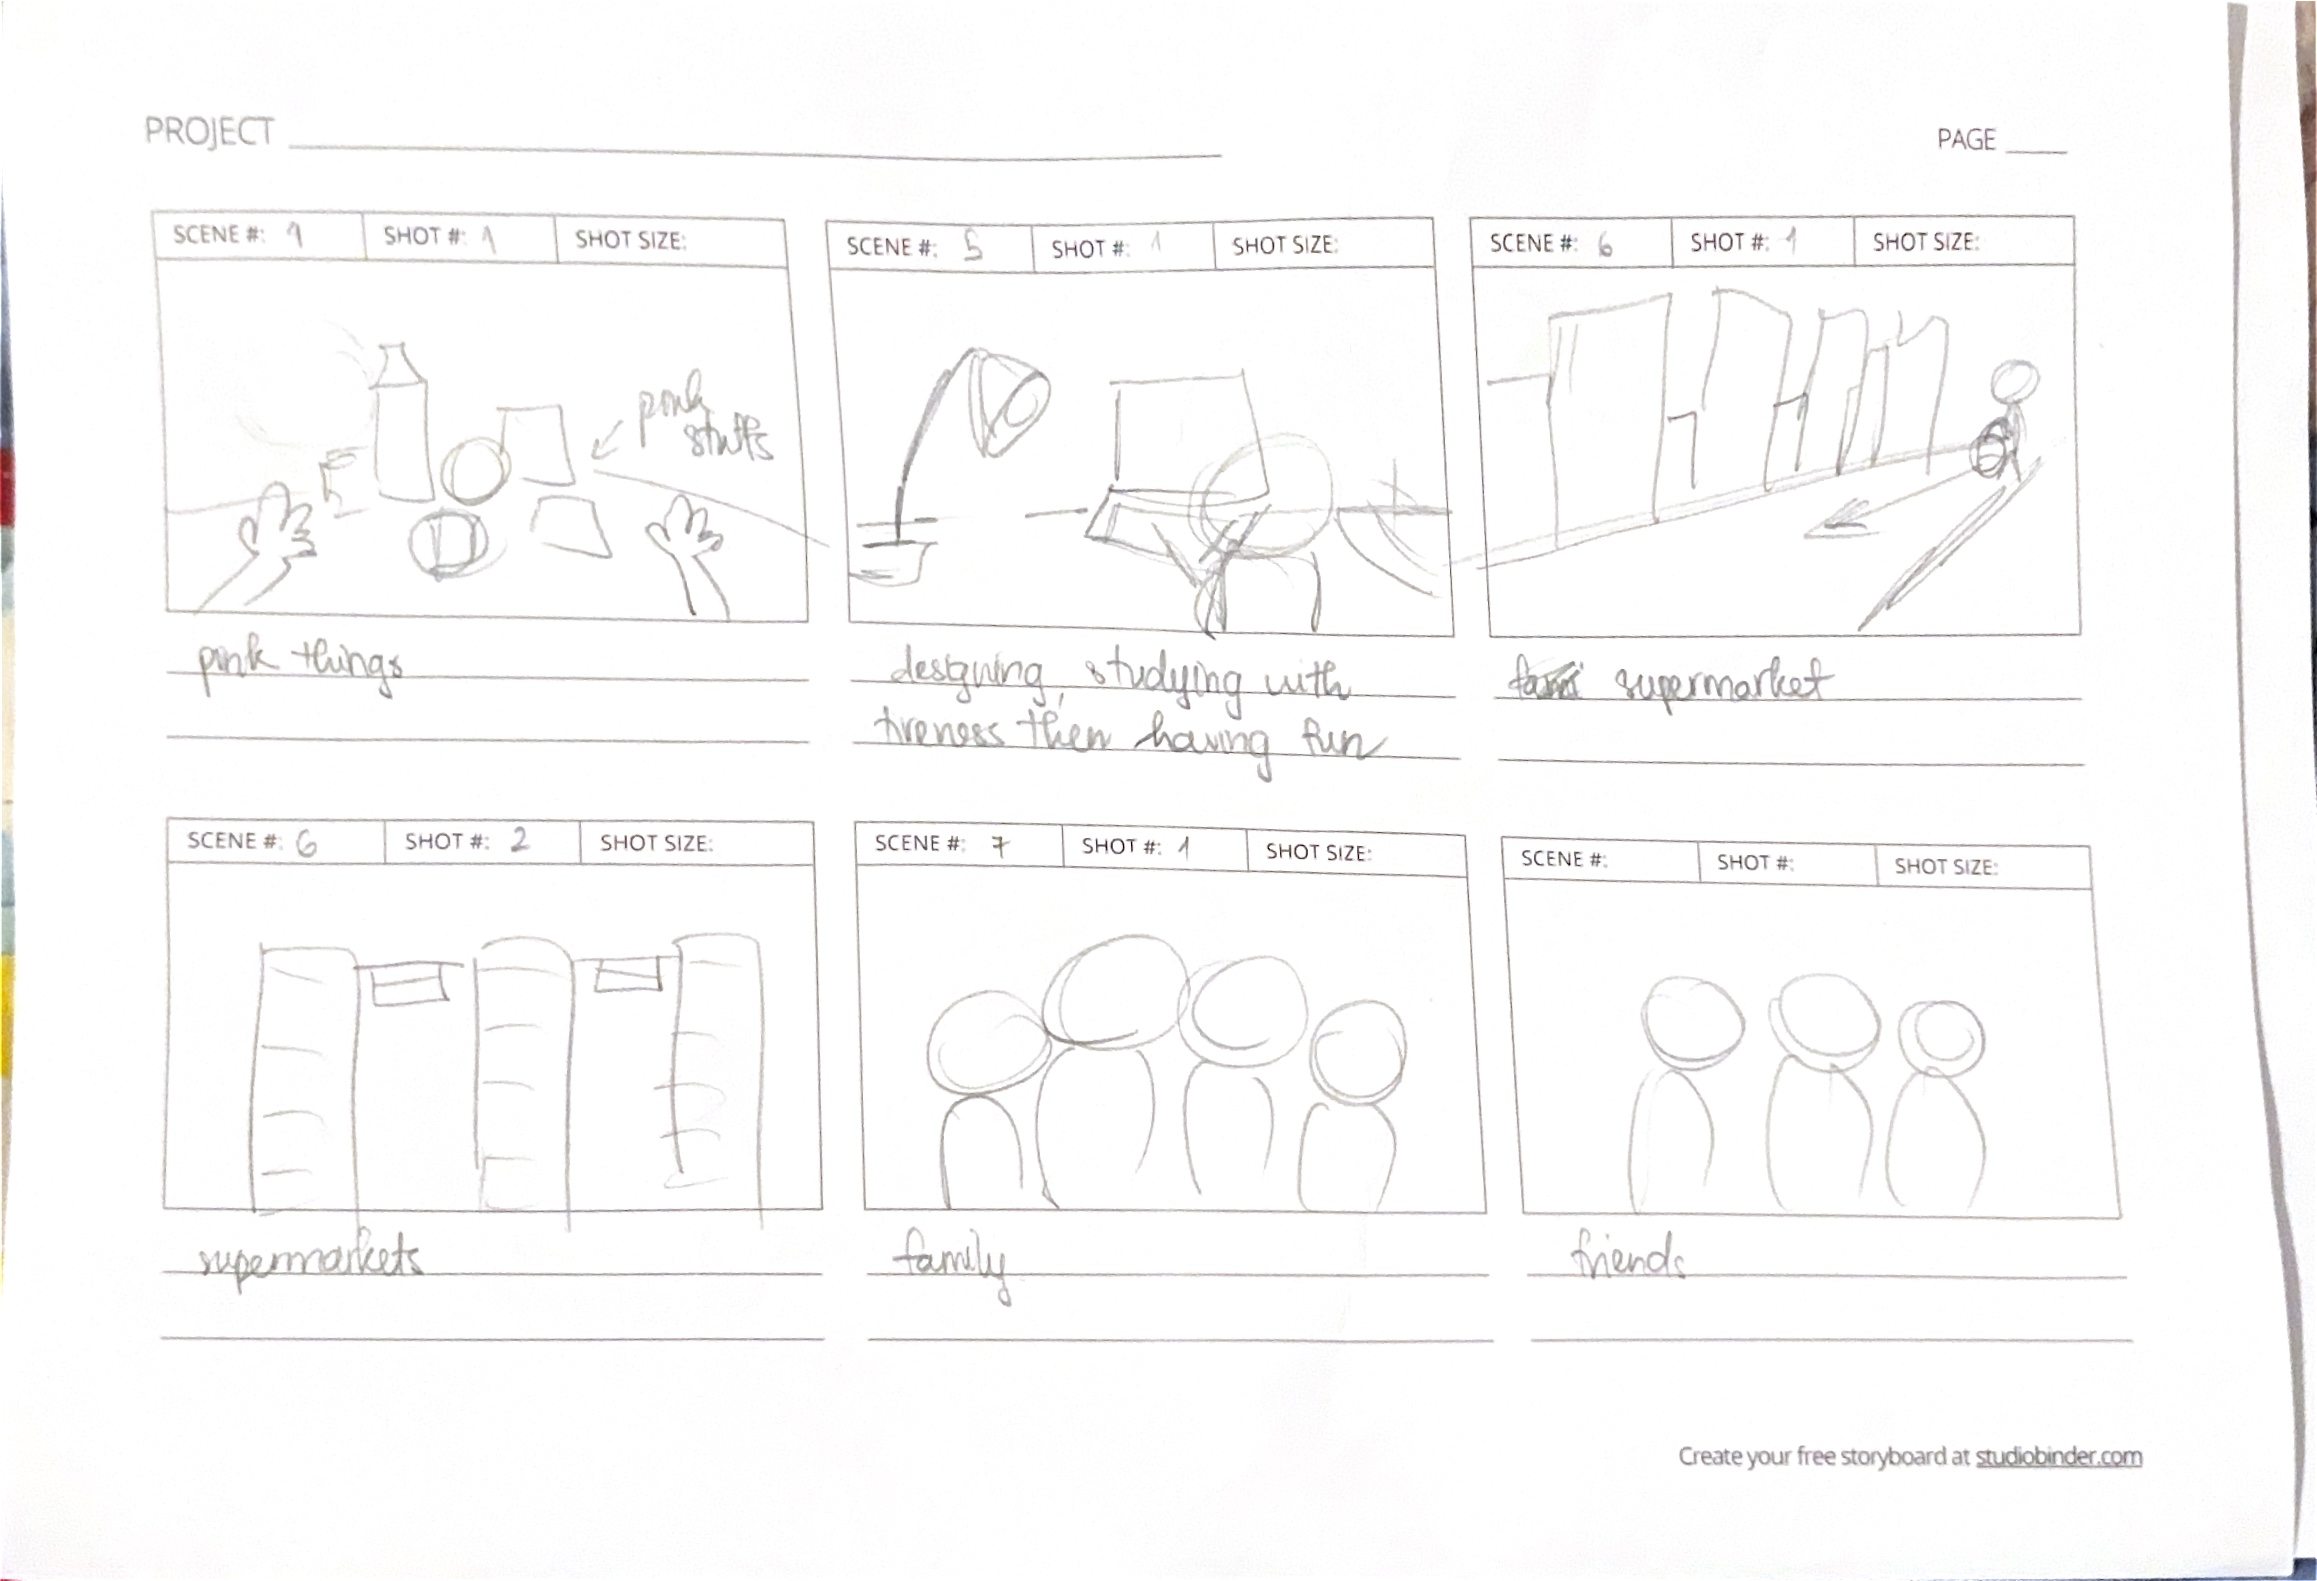 PROJECT
PAGE
SCENE #: 1 SHOT #: 1 SHOT SIZE:
SCENE #: 5 SHOT #: 1 SHOT SIZE:
SCENE #: 6 SHOT #: 1 SHOT SIZE:
pink
stuffs
pink things
designing, studying with
tireness then having fun
supermarket
SCENE #: 6 SHOT #: 2 SHOT SIZE:
SCENE #: 7 SHOT #: 1 SHOT SIZE:
SCENE #: SHOT #: SHOT SIZE:
supermarkets
family
friends
Create your free storyboard at studiobinder.com